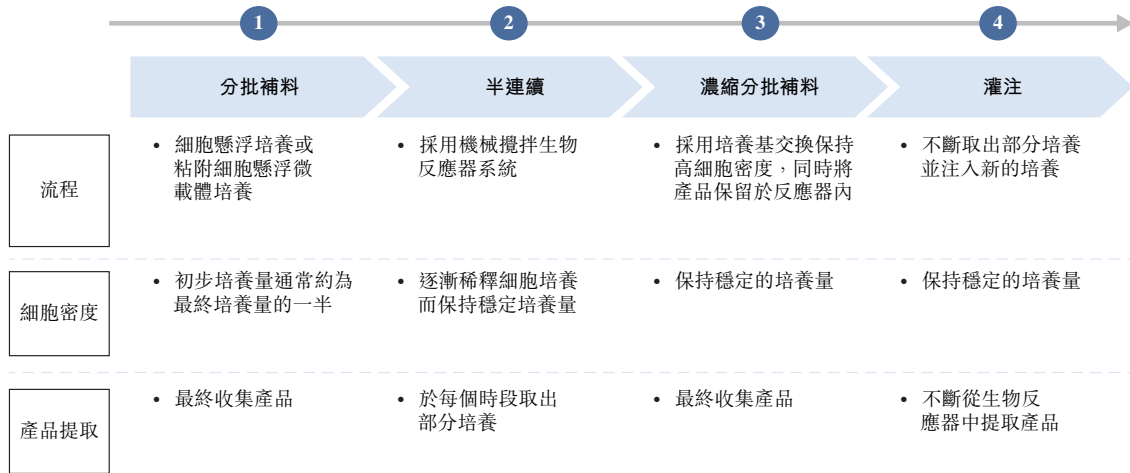 1
2
3
4
分批補料
半連續
濃縮分批補料
灌注
流程
• 細胞懸浮培養或
粘附細胞懸浮微
載體培養
• 採用機械攪拌生物
反應器系統
• 採用培養基交換保持
高細胞密度，同時將
產品保留於反應器內
• 不斷取出部分培養
並注入新的培養
細胞密度
• 初步培養量通常約為
最終培養量的一半
• 逐漸稀釋細胞培養
而保持穩定培養量
• 保持穩定的培養量
• 保持穩定的培養量
產品提取
• 最終收集產品
• 於每個時段取出
部分培養
• 最終收集產品
• 不斷從生物反
應器中提取產品